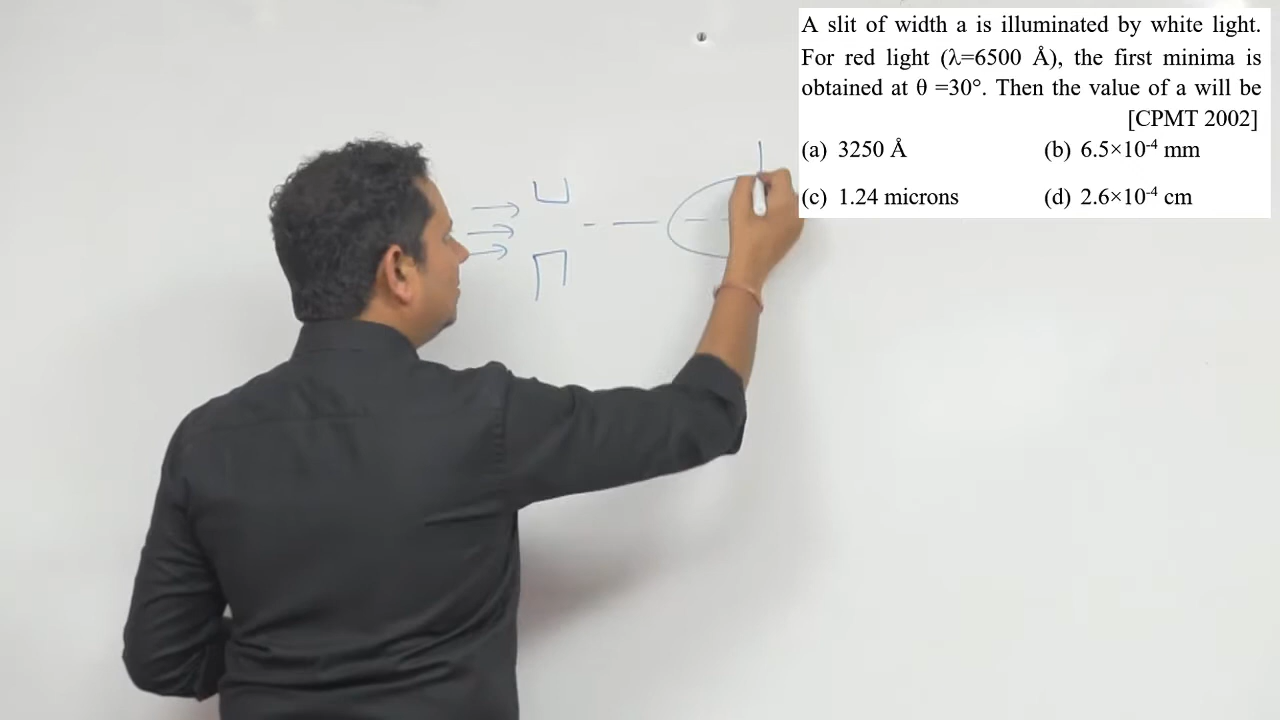 A slit of width a is illuminated by white light.
For red light (λ=6500 Å), the first minima is
obtained at θ =30°. Then the value of a will be
[CPMT 2002]
(a) 3250 Å (b) 6.5×10⁻⁴ mm
(c) 1.24 microns (d) 2.6×10⁻⁴ cm